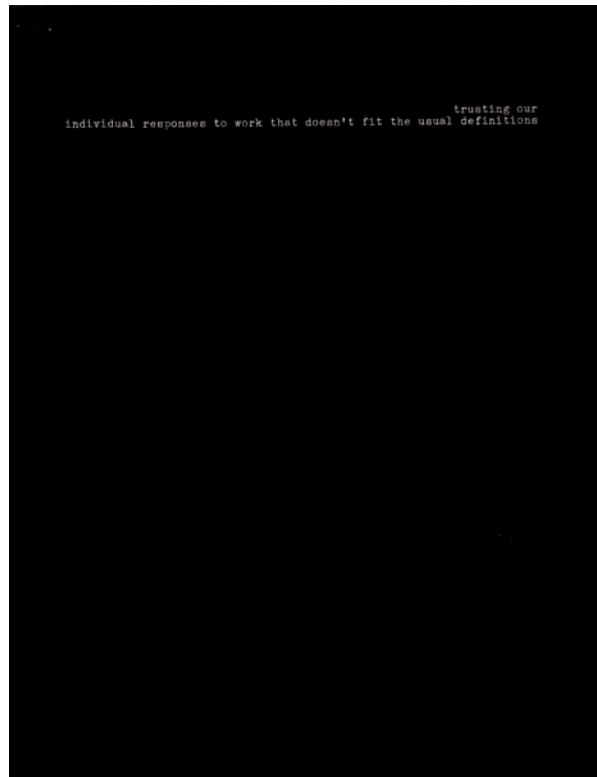 trusting our
individual responses to work that doesn't fit the usual definitions